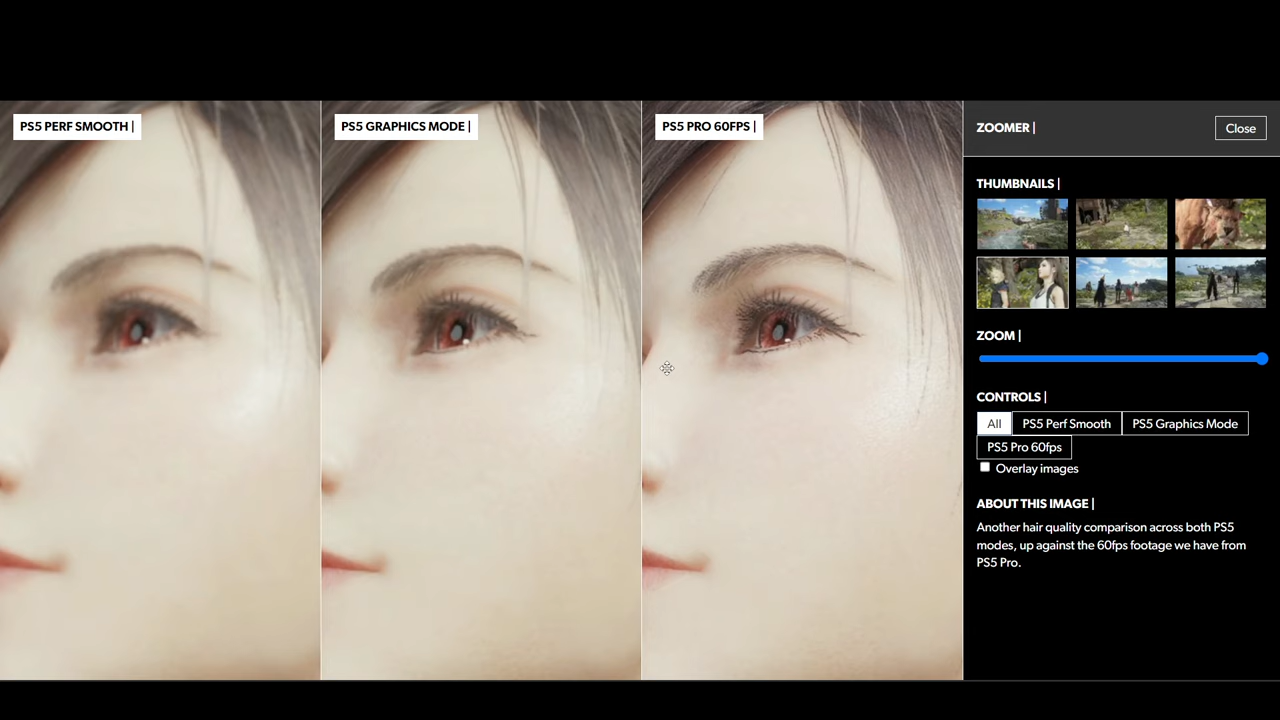 PS5 PERF SMOOTH |
PS5 GRAPHICS MODE |
PS5 PRO 60FPS |
ZOOMER |
Close
THUMBNAILS |
ZOOM |
CONTROLS |
All
PS5 Perf Smooth
PS5 Graphics Mode
PS5 Pro 60fps
Overlay images
ABOUT THIS IMAGE |
Another hair quality comparison across both PS5
modes, up against the 60fps footage we have from
PS5 Pro.